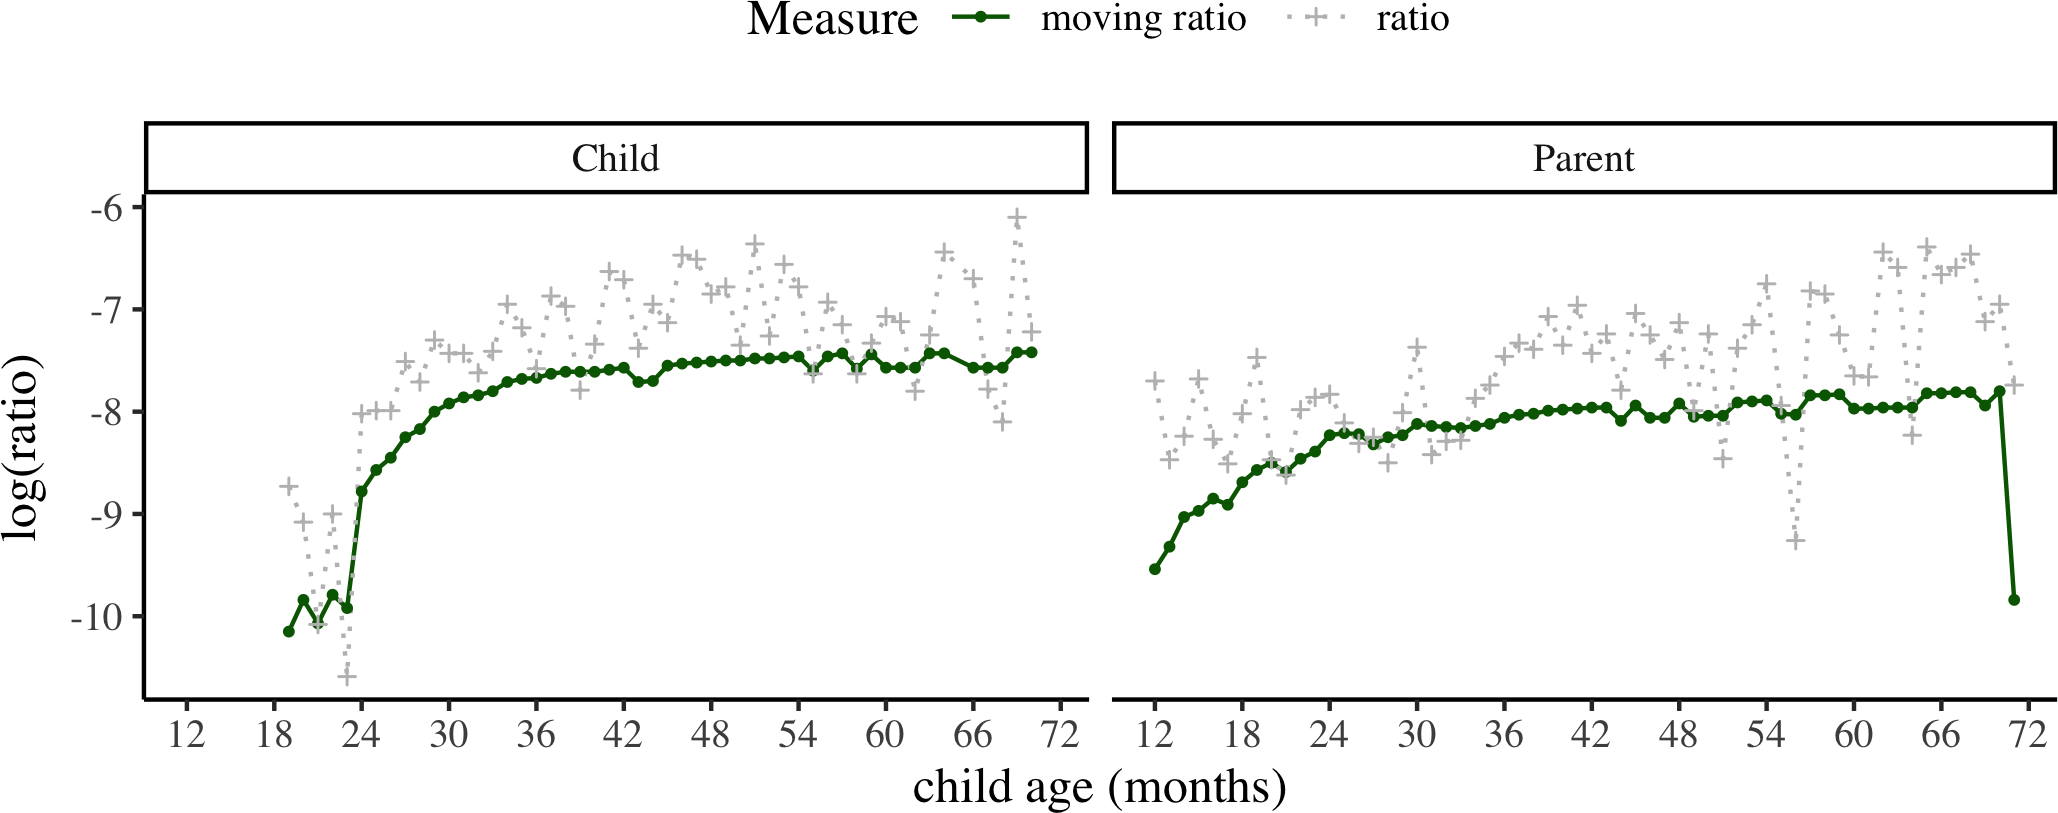 Measure moving ratio ratio
Child Parent
-6
-7
-8
-9
-10
log(ratio)
12 18 24 30 36 42 48 54 60 66 72 12 18 24 30 36 42 48 54 60 66 72
child age (months)